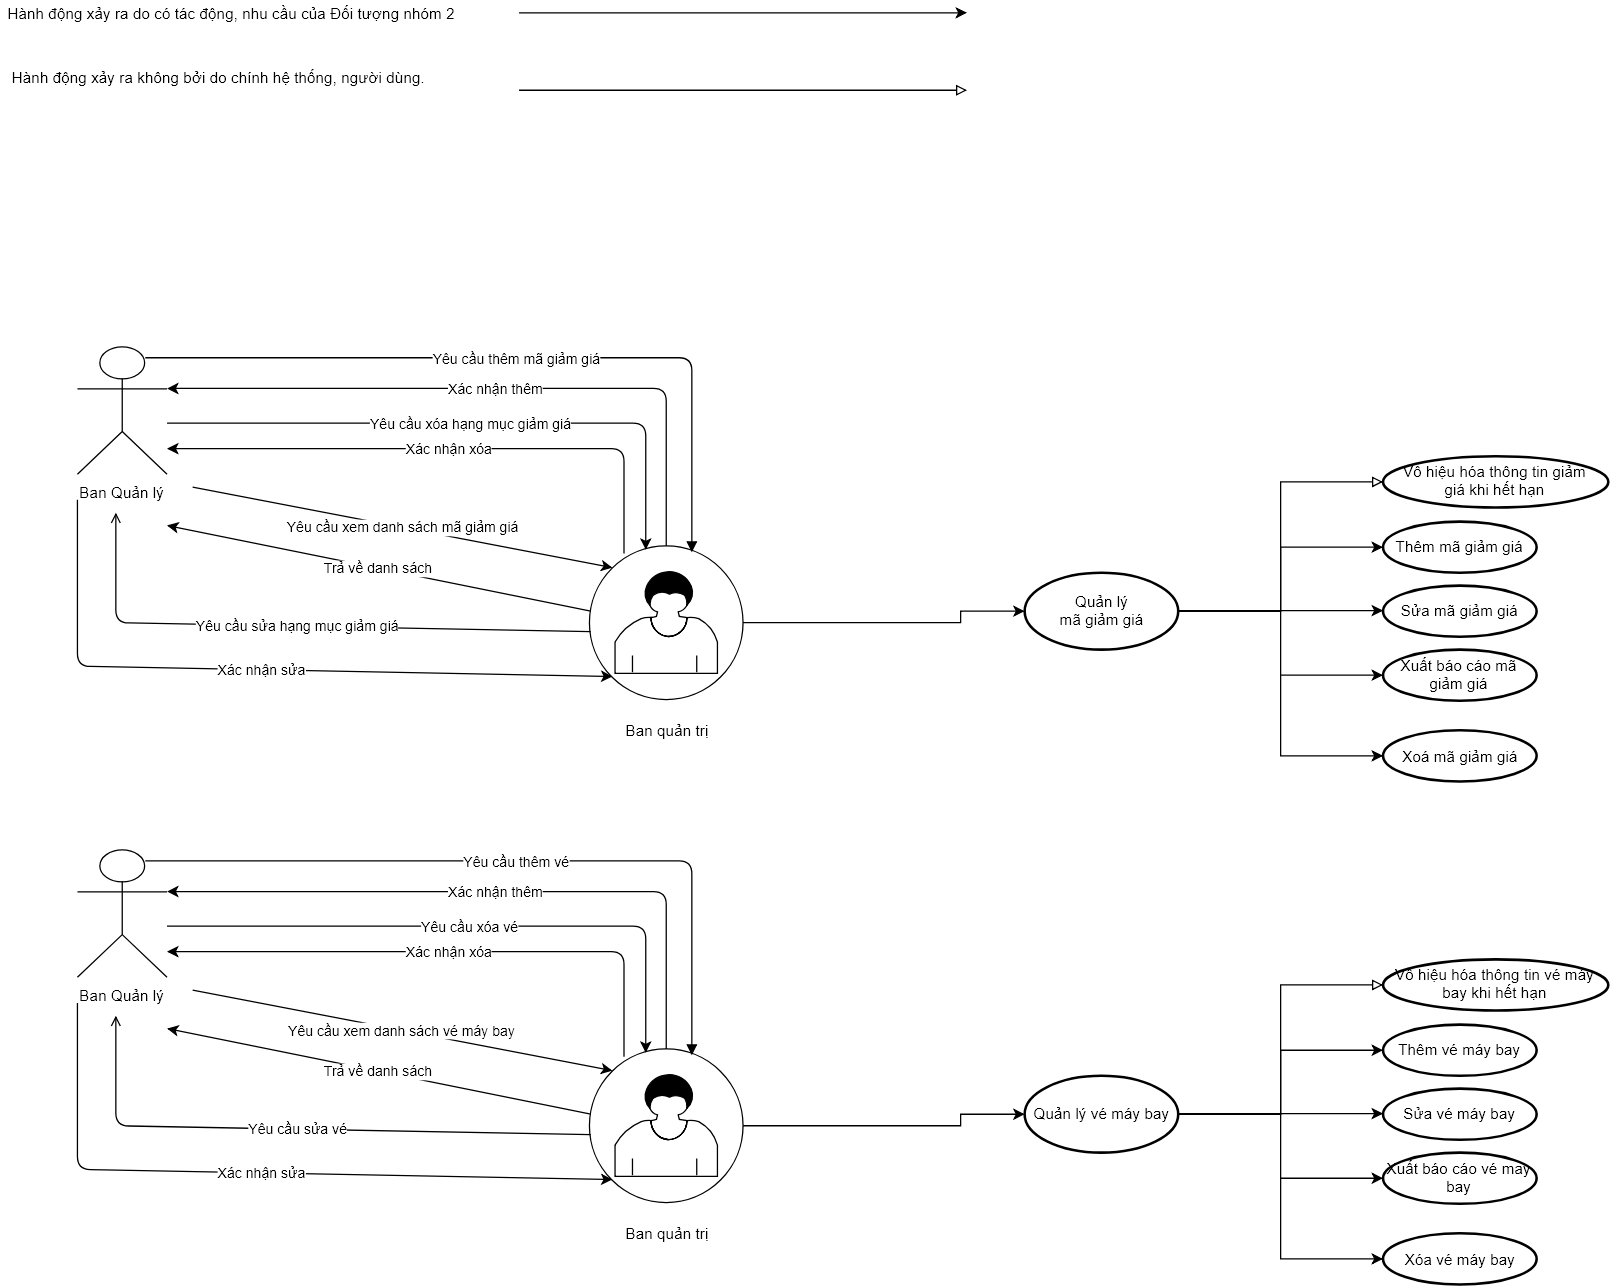 Hành động xảy ra do có tác động, nhu cầu của Đối tượng nhóm 2
Hành động xảy ra không bởi do chính hệ thống, người dùng.
Yêu cầu thêm mã giảm giá
Xác nhận thêm
Yêu cầu xóa hạng mục giảm giá
Xác nhận xóa
Ban Quản lý
Yêu cầu xem danh sách mã giảm giá
Trả về danh sách
Yêu cầu sửa hạng mục giảm giá
Xác nhận sửa
Ban quản trị
Quản lý
mã giảm giá
Vô hiệu hóa thông tin giảm
giá khi hết hạn
Thêm mã giảm giá
Sửa mã giảm giá
Xuất báo cáo mã
giảm giá
Xoá mã giảm giá
Yêu cầu thêm vé
Xác nhận thêm
Yêu cầu xóa vé
Xác nhận xóa
Ban Quản lý
Yêu cầu xem danh sách vé máy bay
Trả về danh sách
Yêu cầu sửa vé
Xác nhận sửa
Ban quản trị
Quản lý vé máy bay
Vô hiệu hóa thông tin vé máy
bay khi hết hạn
Thêm vé máy bay
Sửa vé máy bay
Xuất báo cáo vé máy
bay
Xóa vé máy bay